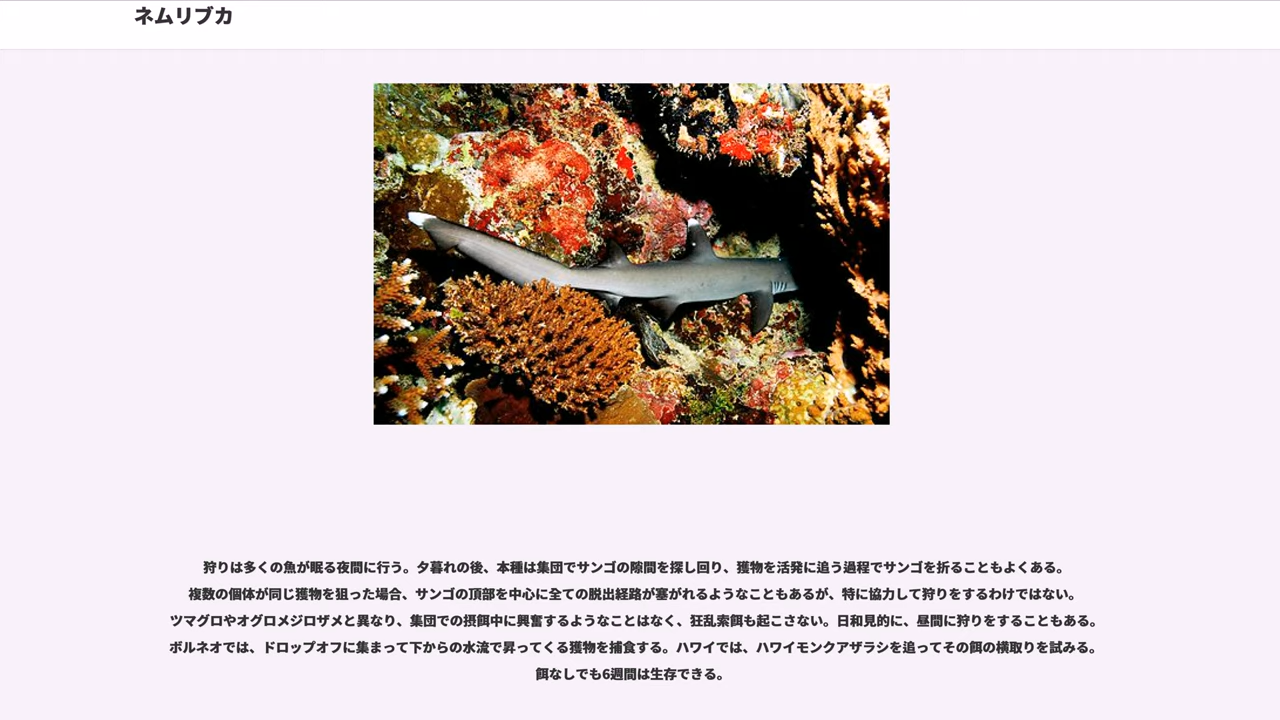 ネムリブカ
狩りは多くの魚が眠る夜間に行う。夕暮れの後、本種は集団でサンゴの隙間を探し回り、獲物を活発に追う過程でサンゴを折ることもよくある。
複数の個体が同じ獲物を狙った場合、サンゴの頂部を中心に全ての脱出経路が塞がれるようなこともあるが、特に協力して狩りをするわけではない。
ツマグロやオグロメジロザメと異なり、集団での摂餌中に興奮するようなことはなく、狂乱索餌も起こさない。日和見的に、昼間に狩りをすることもある。
ボルネオでは、ドロップオフに集まって下からの水流で昇ってくる獲物を捕食する。ハワイでは、ハワイモンクアザラシを追ってその餌の横取りを試みる。
餌なしでも6週間は生存できる。